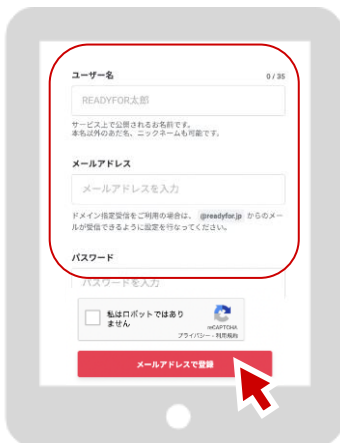 ユーザー名
0 / 35
READYFOR太郎
サービス上で公開されるお名前です。
本名以外のあだ名、ニックネームも可能です。
メールアドレス
メールアドレスを入力
ドメイン指定受信をご利用の場合は、 @readyfor.jp からのメー
ルが受信できるように設定を行なってください。
パスワード
パスワードを入力
私はロボットではあり
ません
reCAPTCHA
プライバシー - 利用規約
メールアドレスで登録